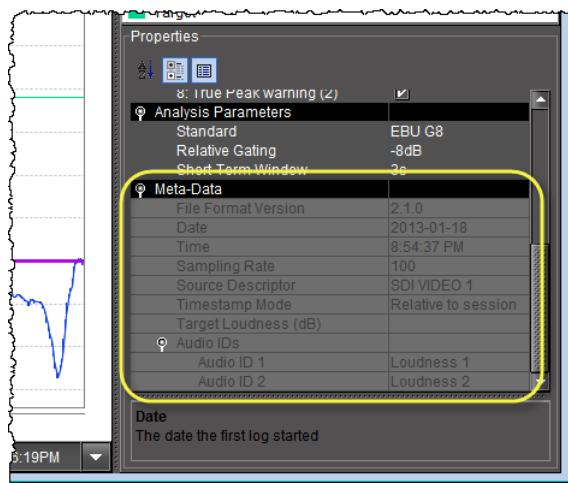 Target
Properties
8: True Peak warning (2)
Analysis Parameters
Standard EBU G8
Relative Gating -8dB
Short Term Window 3s
Meta-Data
File Format Version 2.1.0
Date 2013-01-18
Time 8:54:37 PM
Sampling Rate 100
Source Descriptor SDI VIDEO 1
Timestamp Mode Relative to session
Target Loudness (dB)
Audio IDs
Audio ID 1 Loudness 1
Audio ID 2 Loudness 2
Date
The date the first log started
5:19PM